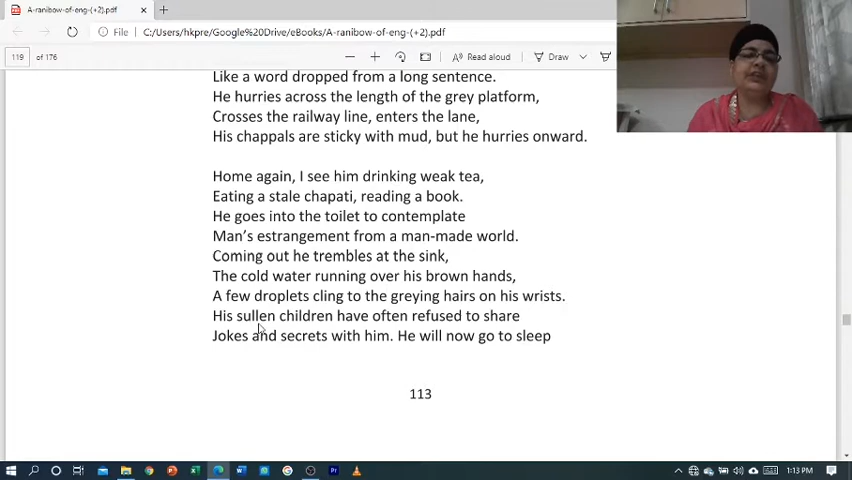 A-ranibow-of-eng-(+2).pdf
File C:/Users/hkpre/Google%20Drive/eBooks/A-ranibow-of-eng-(+2).pdf
119 of 176 Read aloud Draw
Like a word dropped from a long sentence.
He hurries across the length of the grey platform,
Crosses the railway line, enters the lane,
His chappals are sticky with mud, but he hurries onward.
Home again, I see him drinking weak tea,
Eating a stale chapati, reading a book.
He goes into the toilet to contemplate
Man's estrangement from a man-made world.
Coming out he trembles at the sink,
The cold water running over his brown hands,
A few droplets cling to the greying hairs on his wrists.
His sullen children have often refused to share
Jokes and secrets with him. He will now go to sleep
113
1:13 PM